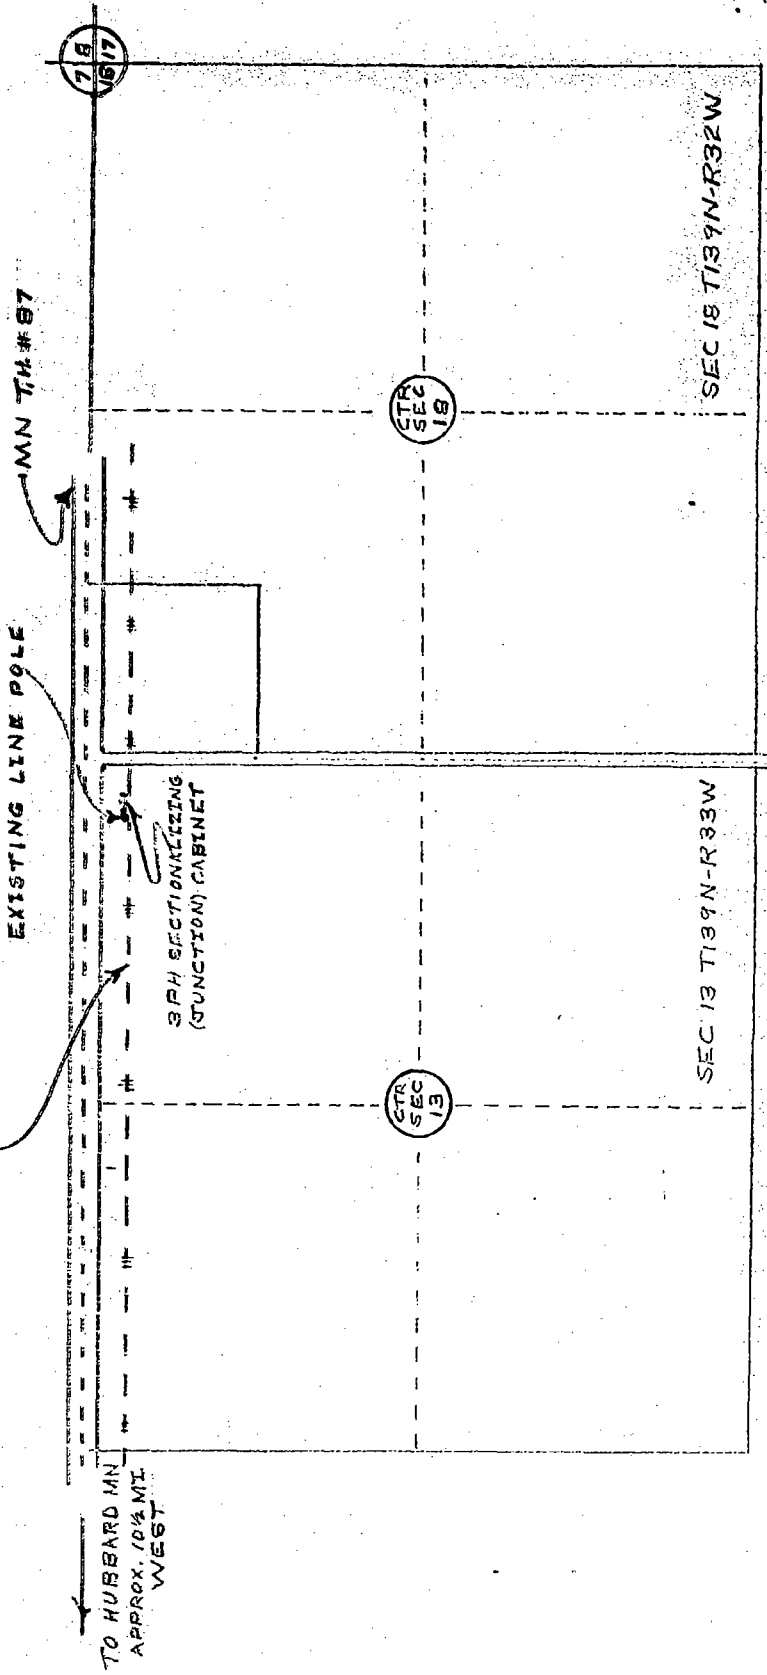 7 8
18 17
MN T.H. #87
EXISTING LINE POLE
3PH SECTIONALIZING
(JUNCTION) CABINET
CTR
SEC
18
SEC 18 T139N-R32W
CTR
SEC
13
SEC 13 T139N-R33W
TO HUBBARD MN
APPROX. 10½ MI.
WEST